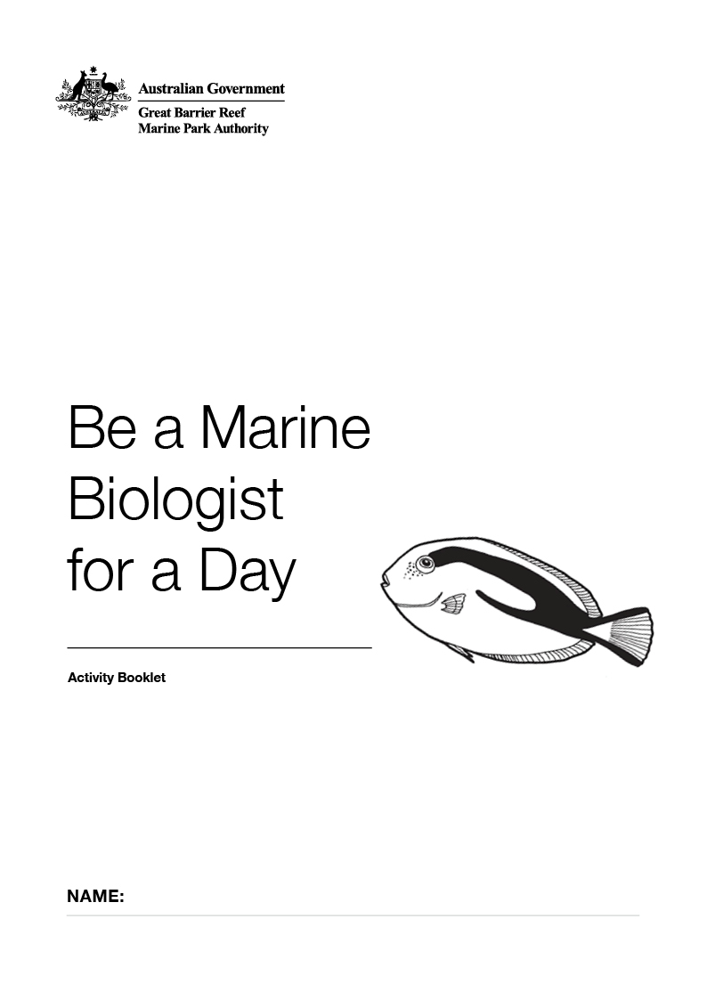 Australian Government
Great Barrier Reef
Marine Park Authority
Be a Marine
Biologist
for a Day
Activity Booklet
NAME: